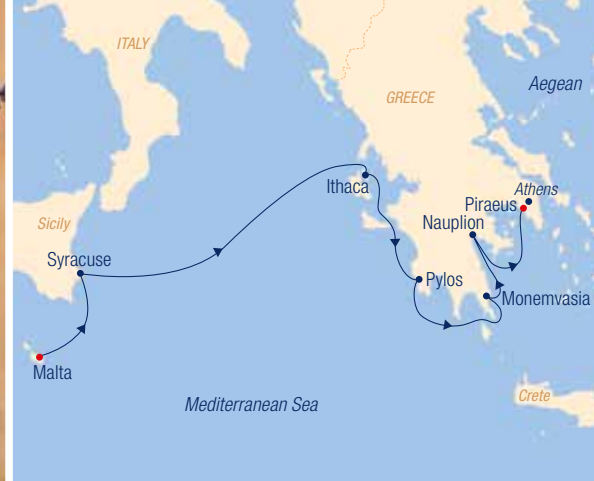 ITALY
Aegean
GREECE
Ithaca
Athens
Piraeus
Nauplion
Sicily
Syracuse
Pylos
Monemvasia
Malta
Crete
Mediterranean Sea